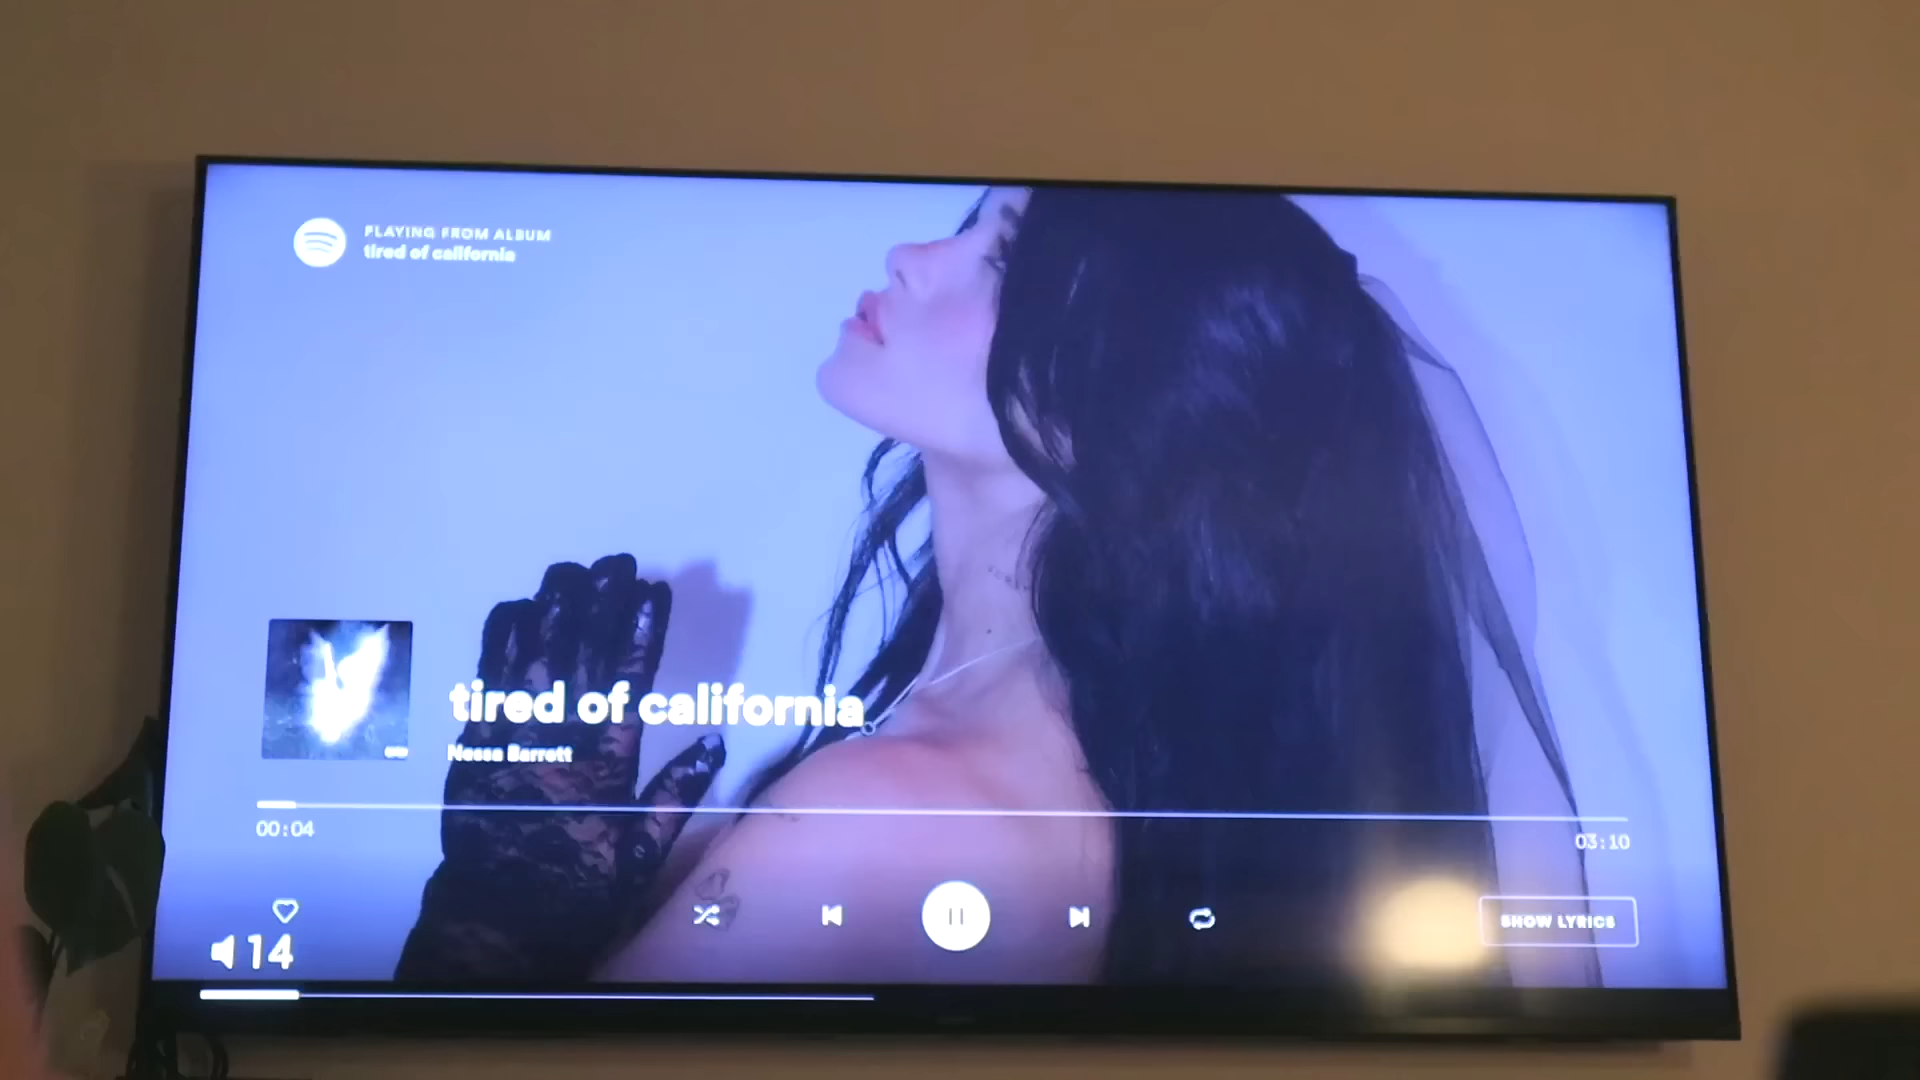 PLAYING FROM ALBUM
tired of california
tired of california
Nessa Barrett
00:04
03:10
SHOW LYRICS
14